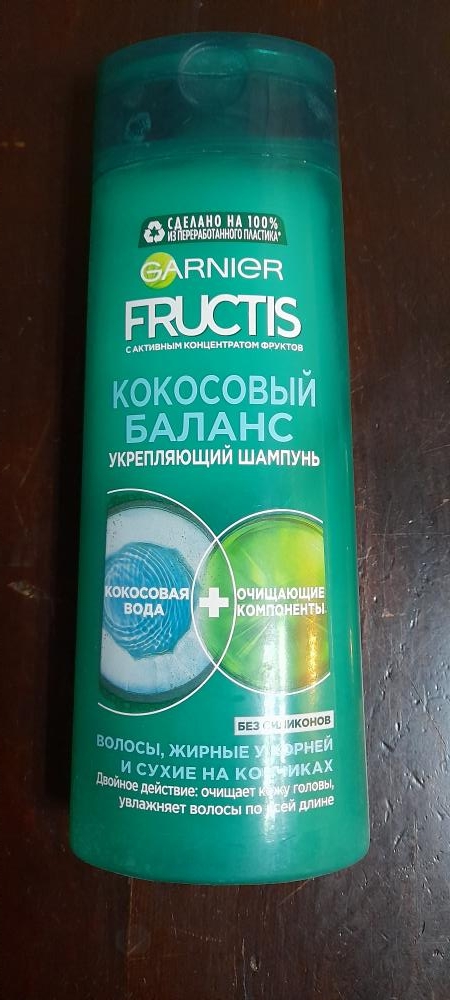 СДЕЛАНО НА 100%
ИЗ ПЕРЕРАБОТАННОГО ПЛАСТИКА*
GARNIER
FRUCTIS
С АКТИВНЫМ КОНЦЕНТРАТОМ ФРУКТОВ
КОКОСОВЫЙ
БАЛАНС
УКРЕПЛЯЮЩИЙ ШАМПУНЬ
КОКОСОВАЯ
ВОДА
+
ОЧИЩАЮЩИЕ
КОМПОНЕНТЫ
БЕЗ СИЛИКОНОВ
ВОЛОСЫ, ЖИРНЫЕ У КОРНЕЙ
И СУХИЕ НА КОНЧИКАХ
Двойное действие: очищает кожу головы,
увлажняет волосы по всей длине